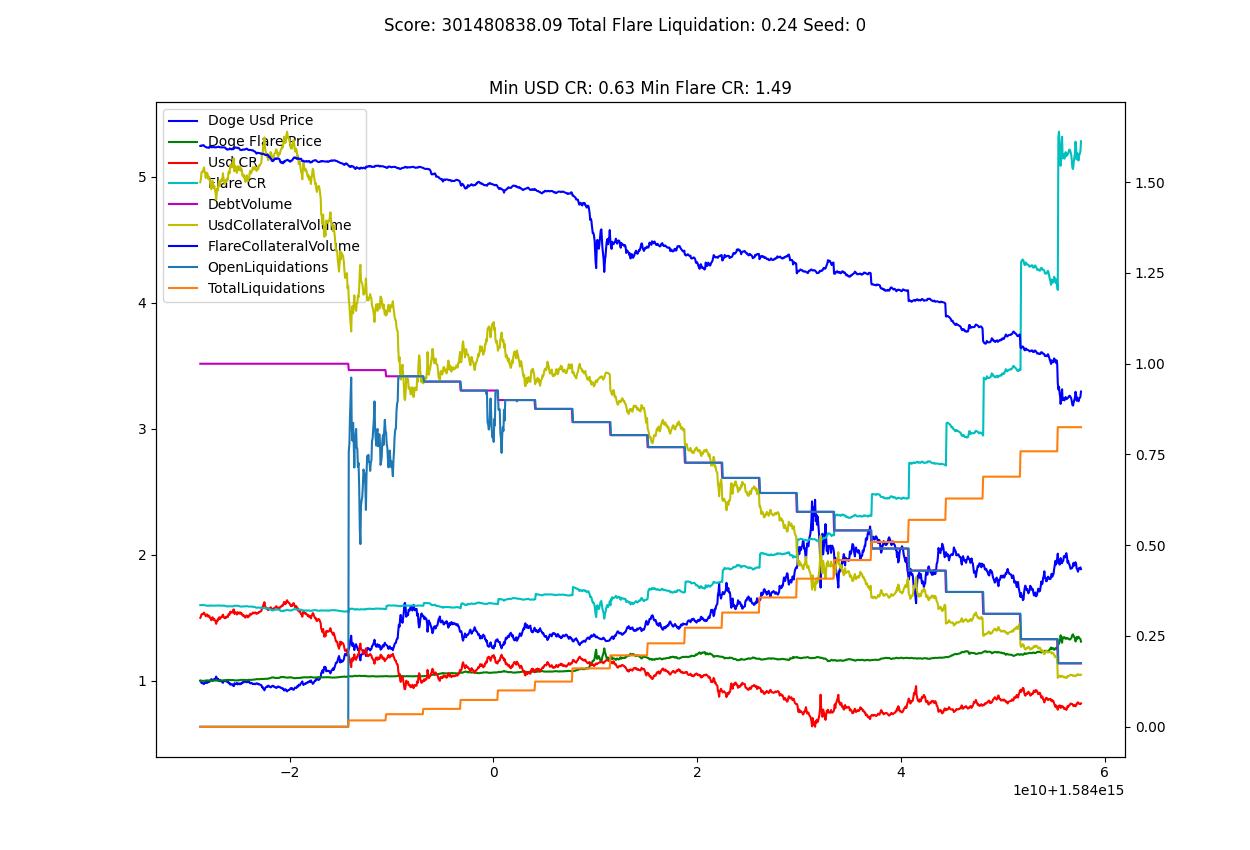 Score: 301480838.09 Total Flare Liquidation: 0.24 Seed: 0
Min USD CR: 0.63 Min Flare CR: 1.49
Doge Usd Price
Doge Flare Price
Usd CR
Flare CR
DebtVolume
UsdCollateralVolume
FlareCollateralVolume
OpenLiquidations
TotalLiquidations
5
4
3
2
1
1.50
1.25
1.00
0.75
0.50
0.25
0.00
−2
0
2
4
6
1e10+1.584e15